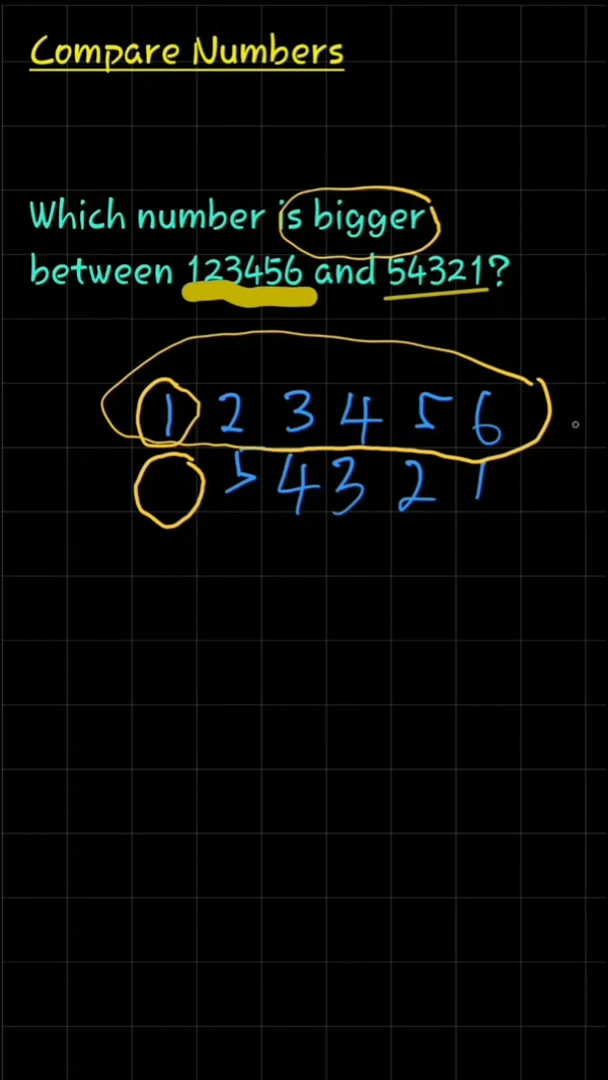 Compare Numbers
Which number is bigger
between 123456 and 54321?
1 2 3 4 5 6
5 4 3 2 1